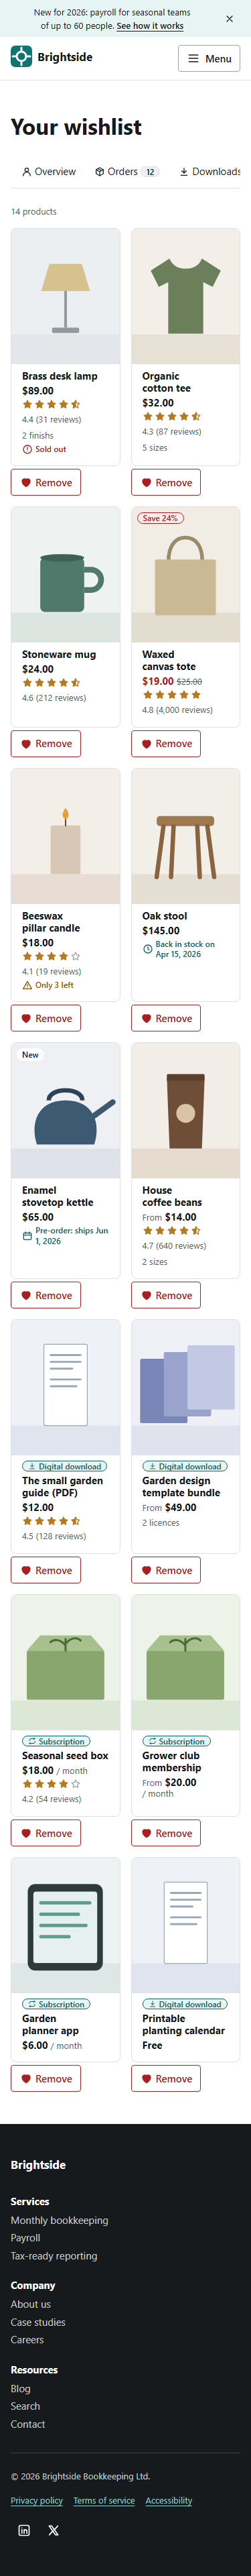 New for 2026: payroll for seasonal teams
of up to 60 people. See how it works
Brightside
Menu
Your wishlist
Overview
Orders 12
Downloads
14 products
Brass desk lamp
$89.00
4.4 (31 reviews)
2 finishs
Sold out
Remove
Organic
cotton tee
$32.00
4.3 (87 reviews)
5 sizes
Remove
Stoneware mug
$24.00
4.6 (212 reviews)
Remove
Save 24%
Waxed
canvas tote
$19.00 $25.00
4.8 (4,000 reviews)
Remove
Beeswax
pillar candle
$18.00
4.1 (19 reviews)
Only 3 left
Remove
Oak stool
$145.00
Back in stock on
Apr 15, 2026
Remove
New
Enamel
stovetop kettle
$65.00
Pre-order: ships Jun
1, 2026
Remove
House
coffee beans
From $14.00
4.7 (640 reviews)
2 sizes
Remove
Digital download
The small garden
guide (PDF)
$12.00
4.5 (128 reviews)
Remove
Digital download
Garden design
template bundle
From $49.00
2 licences
Remove
Subscription
Seasonal seed box
$18.00 / month
4.2 (54 reviews)
Remove
Subscription
Grower club
membership
From $20.00
/ month
Remove
Subscription
Garden
planner app
$6.00 / month
Remove
Digital download
Printable
planting calendar
Free
Remove
Brightside
Services
Monthly bookkeeping
Payroll
Tax-ready reporting
Company
About us
Case studies
Careers
Resources
Blog
Search
Contact
© 2026 Brightside Bookkeeping Ltd.
Privacy policy
Terms of service
Accessibility